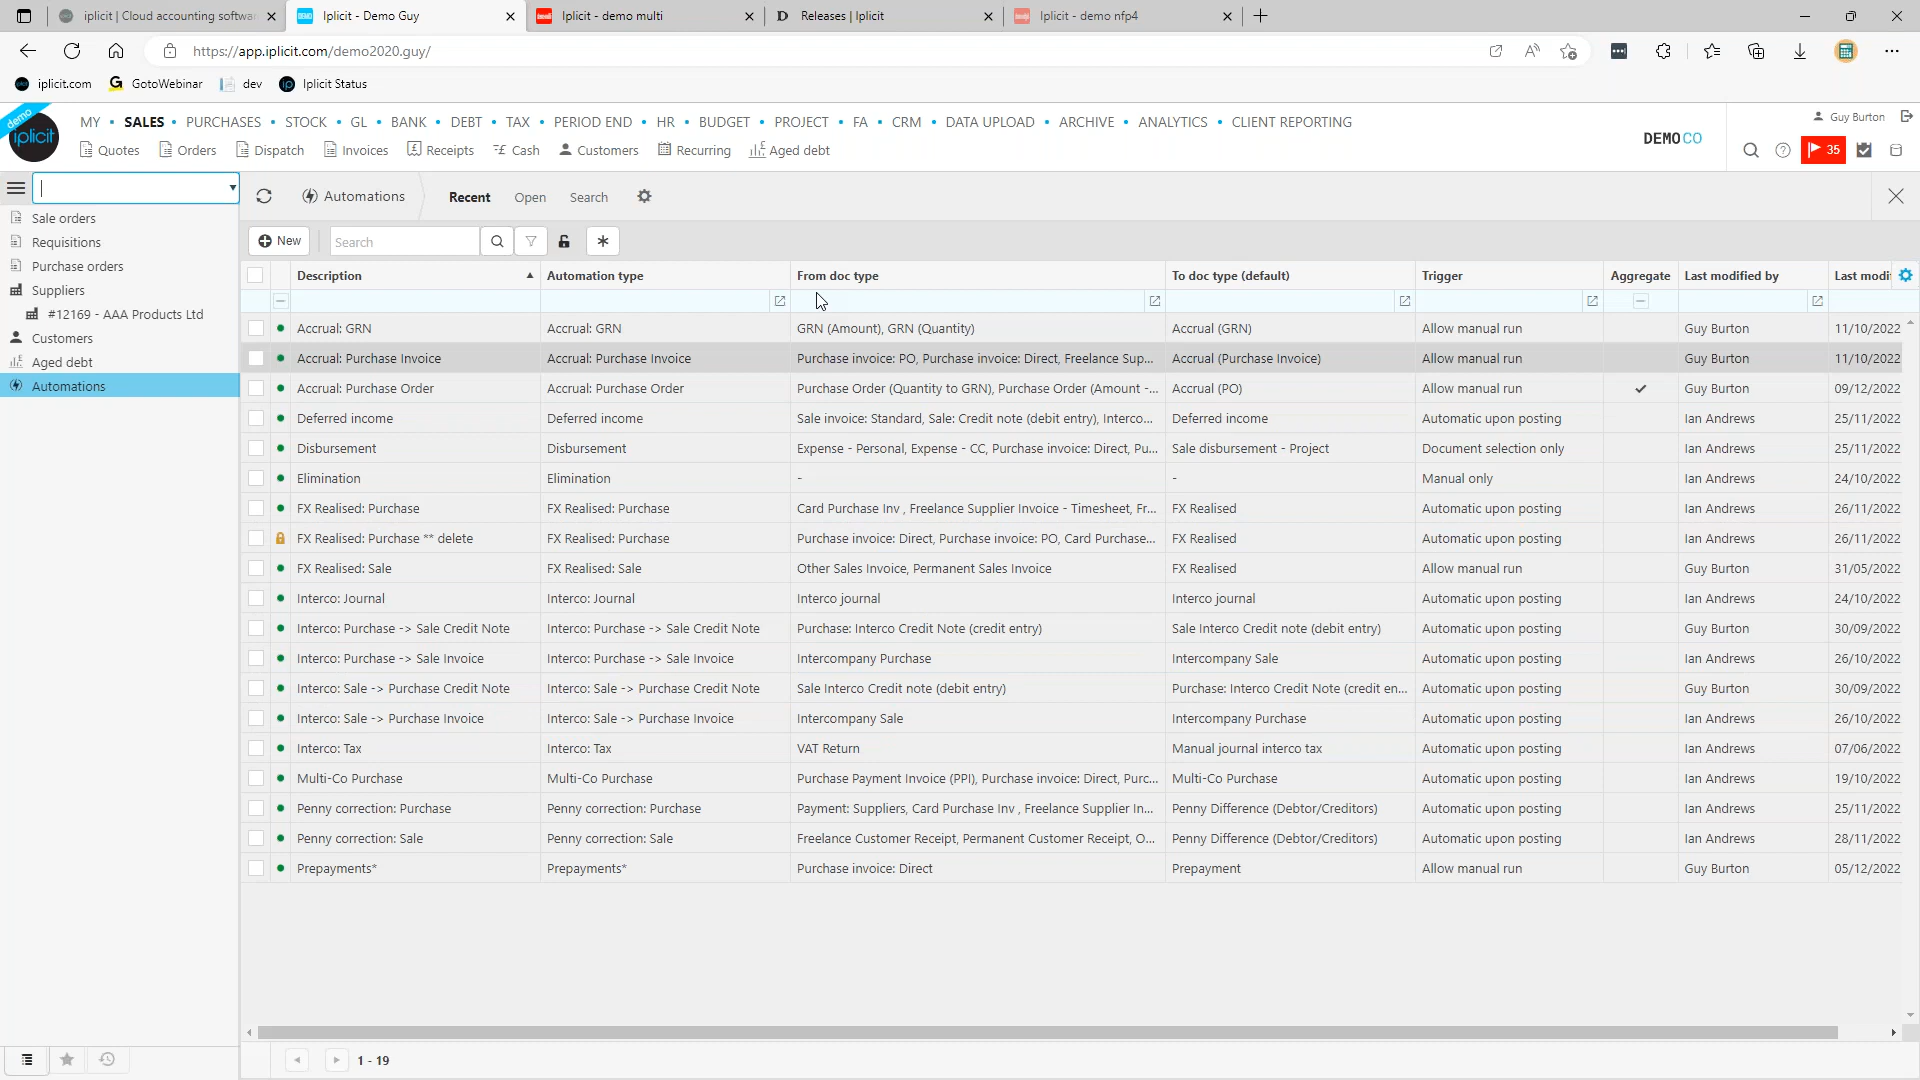 iplicit | Cloud accounting softwar
Iplicit - Demo Guy
Iplicit - demo multi
Releases | Iplicit
Iplicit - demo nfp4
https://app.iplicit.com/demo2020.guy/
iplicit.com GotoWebinar dev Iplicit Status
demo
iplicit
MY • SALES • PURCHASES • STOCK • GL • BANK • DEBT • TAX • PERIOD END • HR • BUDGET • PROJECT • FA • CRM • DATA UPLOAD • ARCHIVE • ANALYTICS • CLIENT REPORTING
Quotes Orders Dispatch Invoices Receipts Cash Customers Recurring Aged debt
DEMOCO
Guy Burton
35
Sale orders
Requisitions
Purchase orders
Suppliers
#12169 - AAA Products Ltd
Customers
Aged debt
Automations
Automations Recent Open Search
New Search
Description Automation type From doc type To doc type (default) Trigger Aggregate Last modified by Last modi
Accrual: GRN Accrual: GRN GRN (Amount), GRN (Quantity) Accrual (GRN) Allow manual run Guy Burton 11/10/2022
Accrual: Purchase Invoice Accrual: Purchase Invoice Purchase invoice: PO, Purchase invoice: Direct, Freelance Sup... Accrual (Purchase Invoice) Allow manual run Guy Burton 11/10/2022
Accrual: Purchase Order Accrual: Purchase Order Purchase Order (Quantity to GRN), Purchase Order (Amount -... Accrual (PO) Allow manual run Guy Burton 09/12/2022
Deferred income Deferred income Sale invoice: Standard, Sale: Credit note (debit entry), Interco... Deferred income Automatic upon posting Ian Andrews 25/11/2022
Disbursement Disbursement Expense - Personal, Expense - CC, Purchase invoice: Direct, Pu... Sale disbursement - Project Document selection only Ian Andrews 25/11/2022
Elimination Elimination - - Manual only Ian Andrews 24/10/2022
FX Realised: Purchase FX Realised: Purchase Card Purchase Inv , Freelance Supplier Invoice - Timesheet, Fr... FX Realised Automatic upon posting Ian Andrews 26/11/2022
FX Realised: Purchase ** delete FX Realised: Purchase Purchase invoice: Direct, Purchase invoice: PO, Card Purchase... FX Realised Automatic upon posting Ian Andrews 26/11/2022
FX Realised: Sale FX Realised: Sale Other Sales Invoice, Permanent Sales Invoice FX Realised Allow manual run Guy Burton 31/05/2022
Interco: Journal Interco: Journal Interco journal Interco journal Automatic upon posting Ian Andrews 24/10/2022
Interco: Purchase -> Sale Credit Note Interco: Purchase -> Sale Credit Note Purchase: Interco Credit Note (credit entry) Sale Interco Credit note (debit entry) Automatic upon posting Guy Burton 30/09/2022
Interco: Purchase -> Sale Invoice Interco: Purchase -> Sale Invoice Intercompany Purchase Intercompany Sale Automatic upon posting Ian Andrews 26/10/2022
Interco: Sale -> Purchase Credit Note Interco: Sale -> Purchase Credit Note Sale Interco Credit note (debit entry) Purchase: Interco Credit Note (credit en... Automatic upon posting Guy Burton 30/09/2022
Interco: Sale -> Purchase Invoice Interco: Sale -> Purchase Invoice Intercompany Sale Intercompany Purchase Automatic upon posting Ian Andrews 26/10/2022
Interco: Tax Interco: Tax VAT Return Manual journal interco tax Automatic upon posting Ian Andrews 07/06/2022
Multi-Co Purchase Multi-Co Purchase Purchase Payment Invoice (PPI), Purchase invoice: Direct, Purc... Multi-Co Purchase Automatic upon posting Ian Andrews 19/10/2022
Penny correction: Purchase Penny correction: Purchase Payment: Suppliers, Card Purchase Inv , Freelance Supplier In... Penny Difference (Debtor/Creditors) Automatic upon posting Ian Andrews 25/11/2022
Penny correction: Sale Penny correction: Sale Freelance Customer Receipt, Permanent Customer Receipt, O... Penny Difference (Debtor/Creditors) Automatic upon posting Ian Andrews 28/11/2022
Prepayments* Prepayments* Purchase invoice: Direct Prepayment Allow manual run Guy Burton 05/12/2022
1 - 19